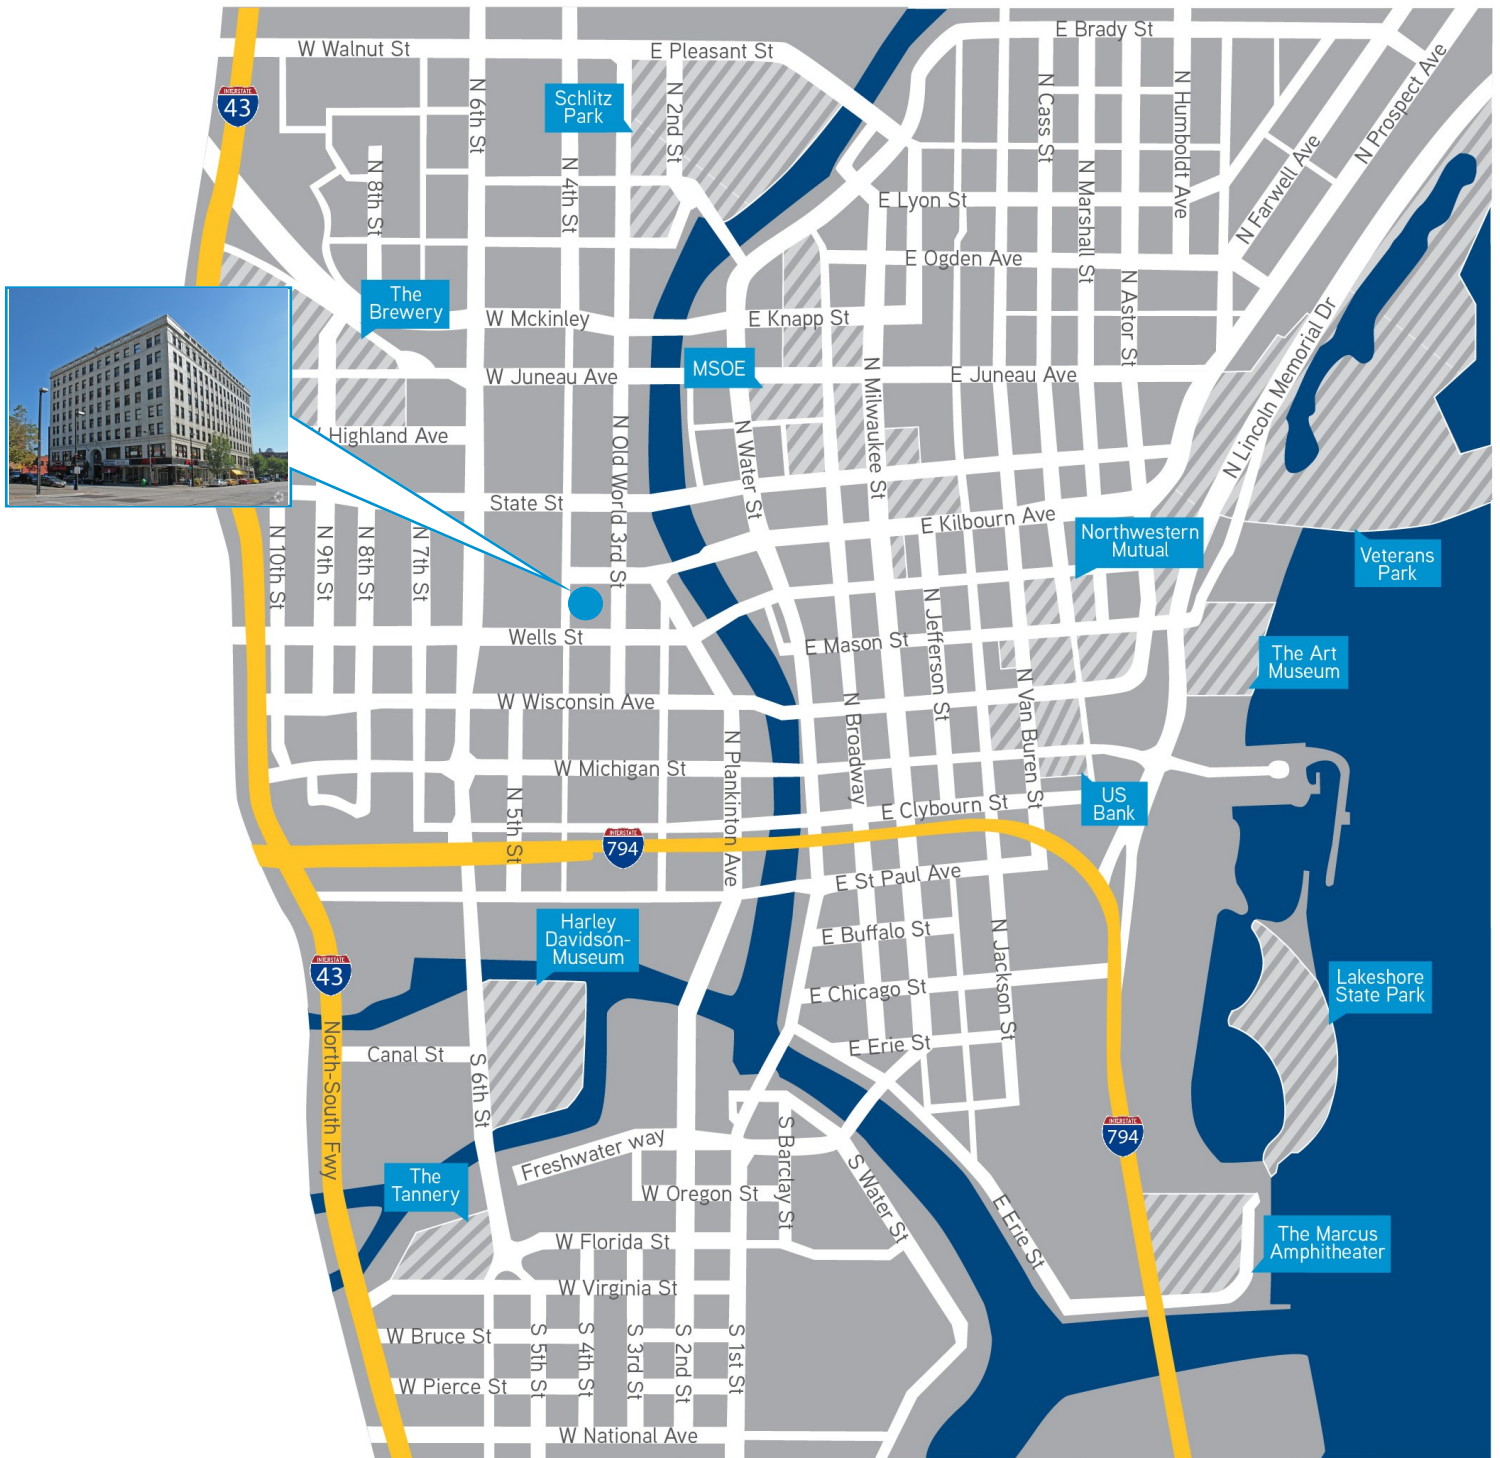 W Walnut St
E Pleasant St
E Brady St
INTERSTATE
43
N 6th St
Schlitz
Park
N 2nd St
N Cass St
N Humboldt Ave
N Prospect Ave
N 8th St
N 4th St
E Lyon St
N Marshall St
N Farwell Ave
E Ogden Ave
N Astor St
The
Brewery
W Mckinley
E Knapp St
N Lincoln Memorial Dr
MSOE
W Juneau Ave
E Juneau Ave
N Milwaukee St
W Highland Ave
N Old World 3rd St
N Water St
State St
E Kilbourn Ave
Northwestern
Mutual
Veterans
Park
N 10th St
N 9th St
N 8th St
N 7th St
N Jefferson St
Wells St
E Mason St
The Art
Museum
W Wisconsin Ave
N Van Buren St
N Broadway
N Plankinton Ave
W Michigan St
N 5th St
E Clybourn St
US
Bank
INTERSTATE
794
E St Paul Ave
Harley
Davidson-
Museum
E Buffalo St
N Jackson St
INTERSTATE
43
E Chicago St
Lakeshore
State Park
North-South Fwy
Canal St
S 6th St
E Erie St
INTERSTATE
794
Freshwater way
S Barclay St
The
Tannery
W Oregon St
S Water St
E Erie St
W Florida St
The Marcus
Amphitheater
W Virginia St
W Bruce St
S 5th St
S 4th St
S 3rd St
S 2nd St
S 1st St
W Pierce St
W National Ave